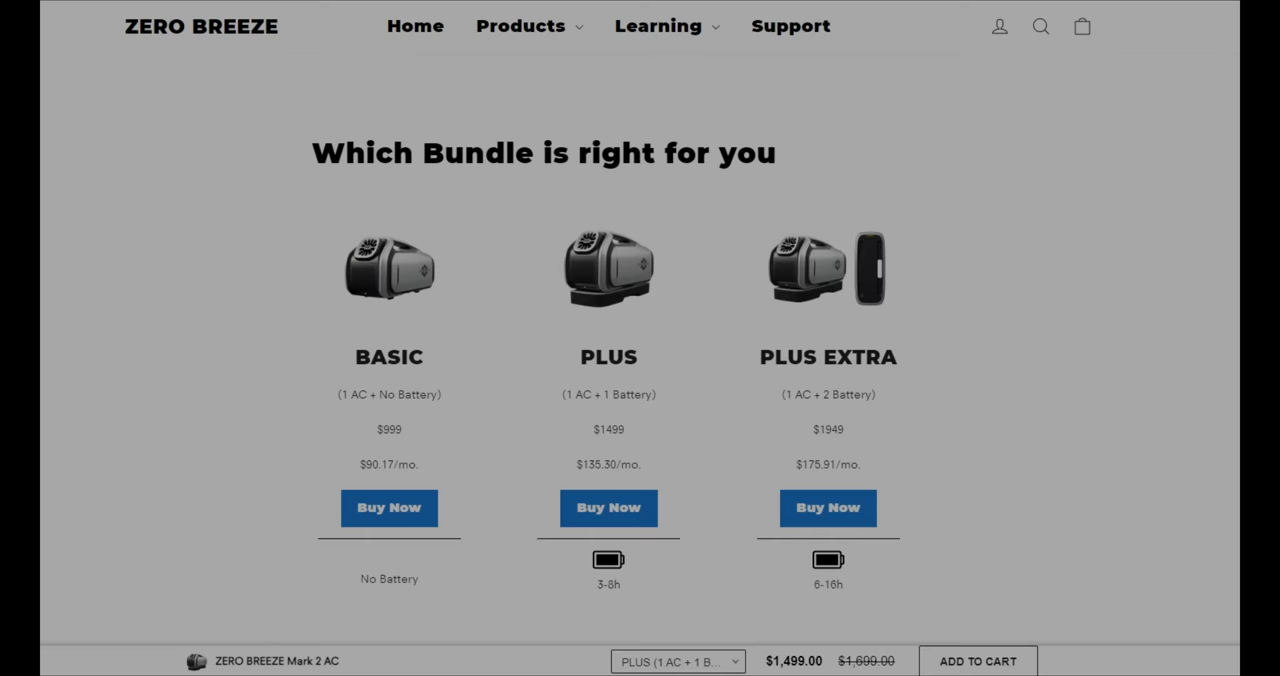 ZERO BREEZE Home Products Learning Support
Which Bundle is right for you
BASIC PLUS PLUS EXTRA
(1 AC + No Battery) (1 AC + 1 Battery) (1 AC + 2 Battery)
$999 $1499 $1949
$90.17/mo. $135.30/mo. $175.91/mo.
Buy Now Buy Now Buy Now
No Battery 3-8h 6-16h
ZERO BREEZE Mark 2 AC PLUS (1 AC + 1 B... $1,499.00 $1,699.00 ADD TO CART